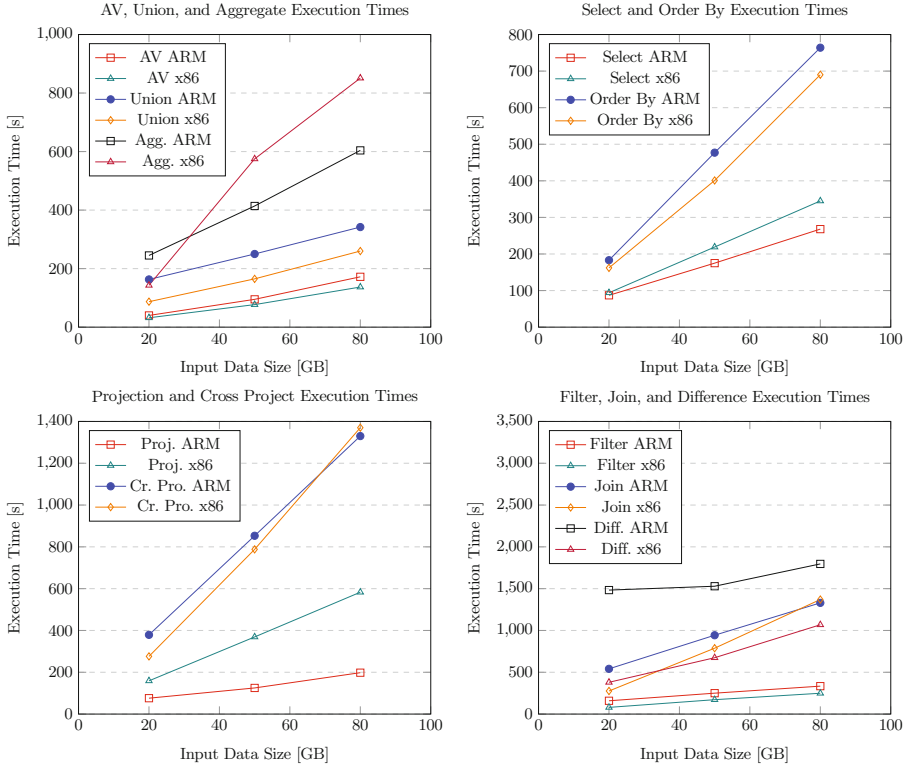 AV, Union, and Aggregate Execution Times
1,000
800
600
400
200
0
0
20
40
60
80
100
Execution Time [s]
Input Data Size [GB]
AV ARM
AV x86
Union ARM
Union x86
Agg. ARM
Agg. x86
Select and Order By Execution Times
800
700
600
500
400
300
200
100
0
0
20
40
60
80
100
Execution Time [s]
Input Data Size [GB]
Select ARM
Select x86
Order By ARM
Order By x86
Projection and Cross Project Execution Times
1,400
1,200
1,000
800
600
400
200
0
0
20
40
60
80
100
Execution Time [s]
Input Data Size [GB]
Proj. ARM
Proj. x86
Cr. Pro. ARM
Cr. Pro. x86
Filter, Join, and Difference Execution Times
3,500
3,000
2,500
2,000
1,500
1,000
500
0
0
20
40
60
80
100
Execution Time [s]
Input Data Size [GB]
Filter ARM
Filter x86
Join ARM
Join x86
Diff. ARM
Diff. x86